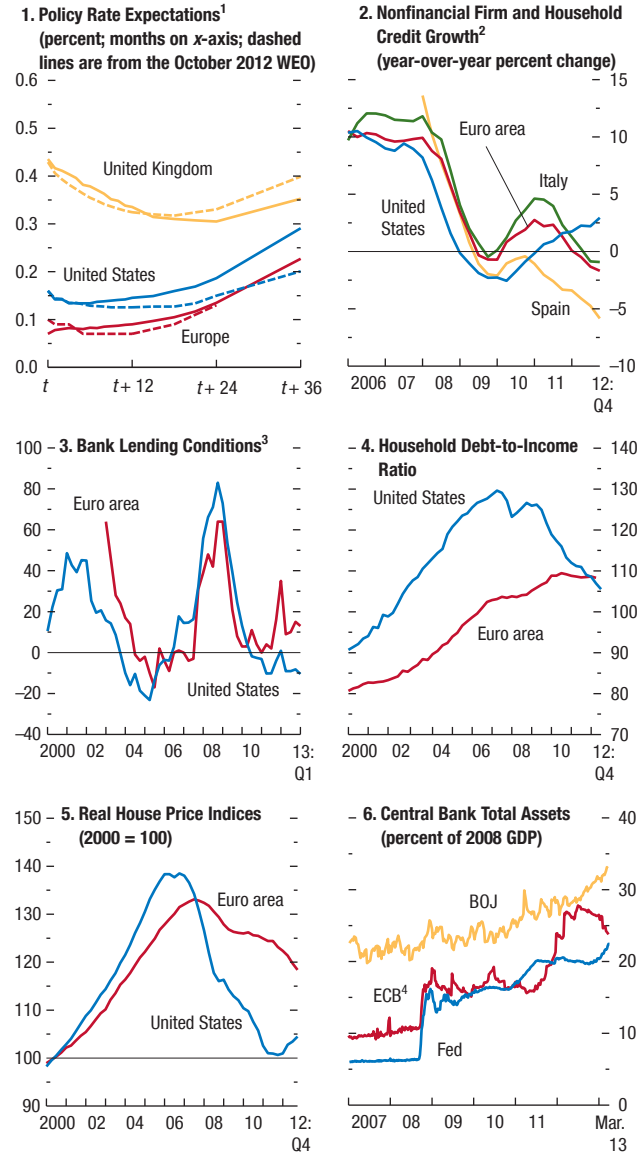 1. Policy Rate Expectations1
(percent; months on x-axis; dashed
lines are from the October 2012 WEO)
0.6
0.5
0.4
0.3
0.2
0.1
0.0
United Kingdom
United States
Europe
t
t + 12
t + 24
t + 36
2. Nonfinancial Firm and Household
Credit Growth2
(year-over-year percent change)
15
10
5
0
–5
–10
Euro area
Italy
United
States
Spain
2006 07 08 09 10 11 12:
Q4
3. Bank Lending Conditions3
100
80
60
40
20
0
–20
–40
Euro area
United States
2000 02 04 06 08 10 13:
Q1
4. Household Debt-to-Income
Ratio
140
130
120
110
100
90
80
70
United States
Euro area
2000 02 04 06 08 10 12:
Q4
5. Real House Price Indices
(2000 = 100)
150
140
130
120
110
100
90
Euro area
United States
2000 02 04 06 08 10 12:
Q4
6. Central Bank Total Assets
(percent of 2008 GDP)
40
30
20
10
0
BOJ
ECB4
Fed
2007 08 09 10 11 Mar.
13